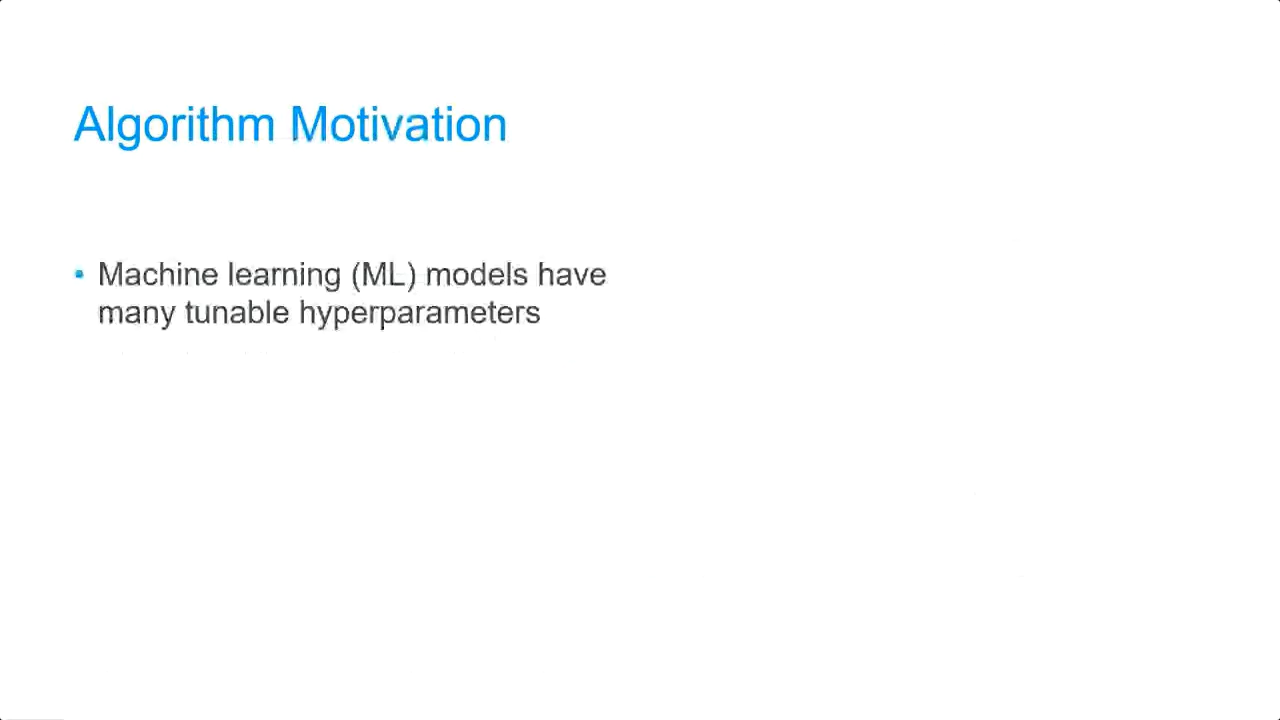 Algorithm Motivation
• Machine learning (ML) models have
many tunable hyperparameters